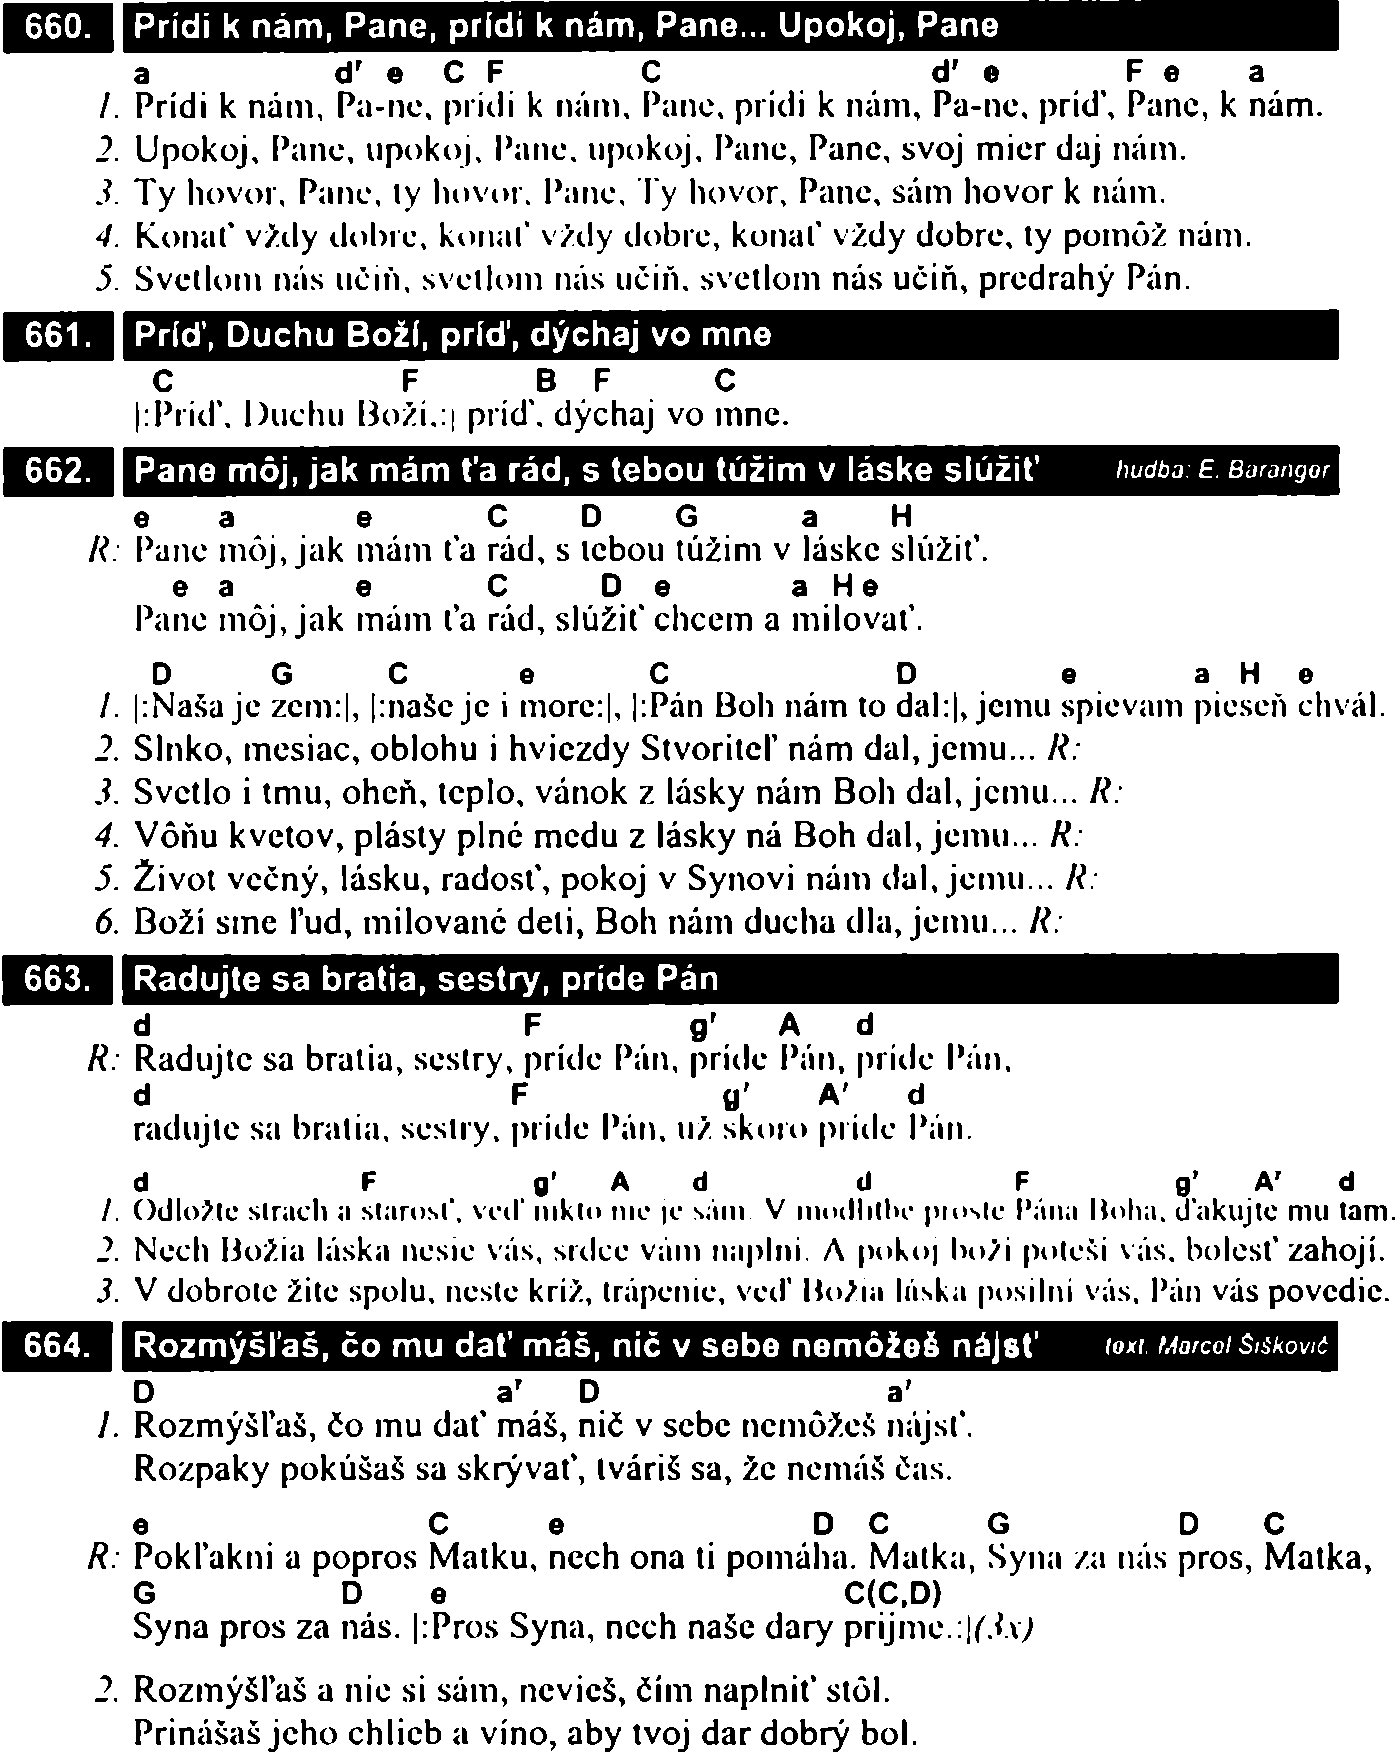 660. Prídi k nám, Pane, prídi k nám, Pane... Upokoj, Pane
a d' e C F C d' e F e a
1. Prídi k nám, Pa-ne, prídi k nám, Pane, prídi k nám, Pa-ne, príď, Pane, k nám.
2. Upokoj, Pane, upokoj, Pane, upokoj, Pane, Pane, svoj mier daj nám.
3. Ty hovor, Pane, ty hovor, Pane, Ty hovor, Pane, sám hovor k nám.
4. Konať vždy dobre, konať vždy dobre, konať vždy dobre, ty pomôž nám.
5. Svetlom nás učiň, svetlom nás učiň, svetlom nás učiň, predrahý Pán.
661. Príď, Duchu Boží, príď, dýchaj vo mne
C F B F C
|:Príď, Duchu Boží,:| príď, dýchaj vo mne.
662. Pane môj, jak mám ťa rád, s tebou túžim v láske slúžiť hudba: E. Barangor
e a e C D G a H
R: Pane môj, jak mám ťa rád, s tebou túžim v láske slúžiť.
e a e C D e a H e
Pane môj, jak mám ťa rád, slúžiť chcem a milovať.
D G C e C D e a H e
1. |:Naša je zem:|, |:naše je i more:|, |:Pán Boh nám to dal:|, jemu spievam pieseň chvál.
2. Slnko, mesiac, oblohu i hviezdy Stvoriteľ nám dal, jemu... R:
3. Svetlo i tmu, oheň, teplo, vánok z lásky nám Boh dal, jemu... R:
4. Vôňu kvetov, plásty plné medu z lásky ná Boh dal, jemu... R:
5. Život večný, lásku, radosť, pokoj v Synovi nám dal, jemu... R:
6. Boží sme ľud, milované deti, Boh nám ducha dla, jemu... R:
663. Radujte sa bratia, sestry, príde Pán
d F g' A d
R: Radujte sa bratia, sestry, príde Pán, príde Pán, príde Pán,
d F g' A' d
radujte sa bratia, sestry, príde Pán, už skoro príde Pán.
d F g' A d d F g' A' d
1. Odložte strach a starosť, veď nikto nie je sám. V modlitbe proste Pána Boha, ďakujte mu tam.
2. Nech Božia láska nesie vás, srdce vám naplní. A pokoj boží poteší vás, bolesť zahojí.
3. V dobrote žite spolu, neste kríž, trápenie, veď Božia láska posilní vás, Pán vás povedie.
664. Rozmýšľaš, čo mu dať máš, nič v sebe nemôžeš nájsť text: Marcel Šiškovič
D a' D a'
1. Rozmýšľaš, čo mu dať máš, nič v sebe nemôžeš nájsť.
Rozpaky pokúšaš sa skrývať, tváriš sa, že nemáš čas.
e C e D C G D C
R: Pokľakni a popros Matku, nech ona ti pomáha. Matka, Syna za nás pros, Matka,
G D e C(C,D)
Syna pros za nás. |:Pros Syna, nech naše dary prijme.:|(3x)
2. Rozmýšľaš a nie si sám, nevieš, čím naplniť stôl.
Prinášaš jeho chlieb a víno, aby tvoj dar dobrý bol.